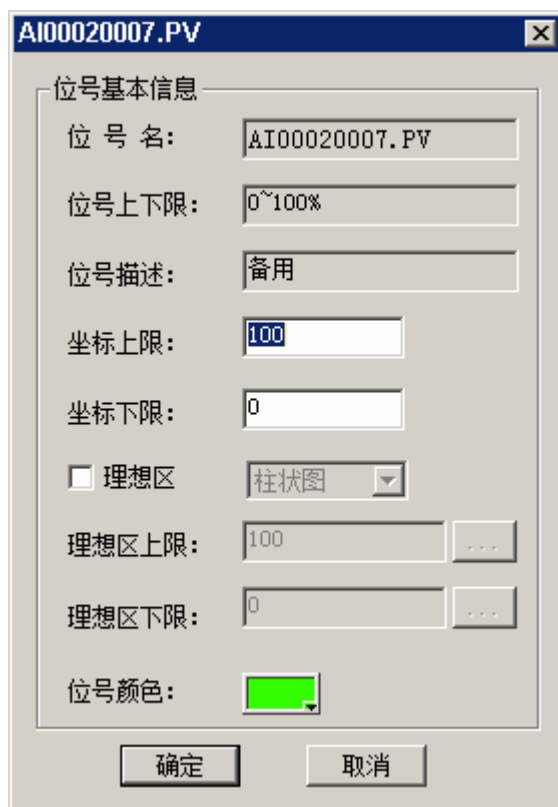 AI00020007.PV
位号基本信息
位 号 名: AI00020007.PV
位号上下限: 0~100%
位号描述: 备用
坐标上限: 100
坐标下限: 0
理想区 柱状图
理想区上限: 100 ...
理想区下限: 0 ...
位号颜色:
确定 取消